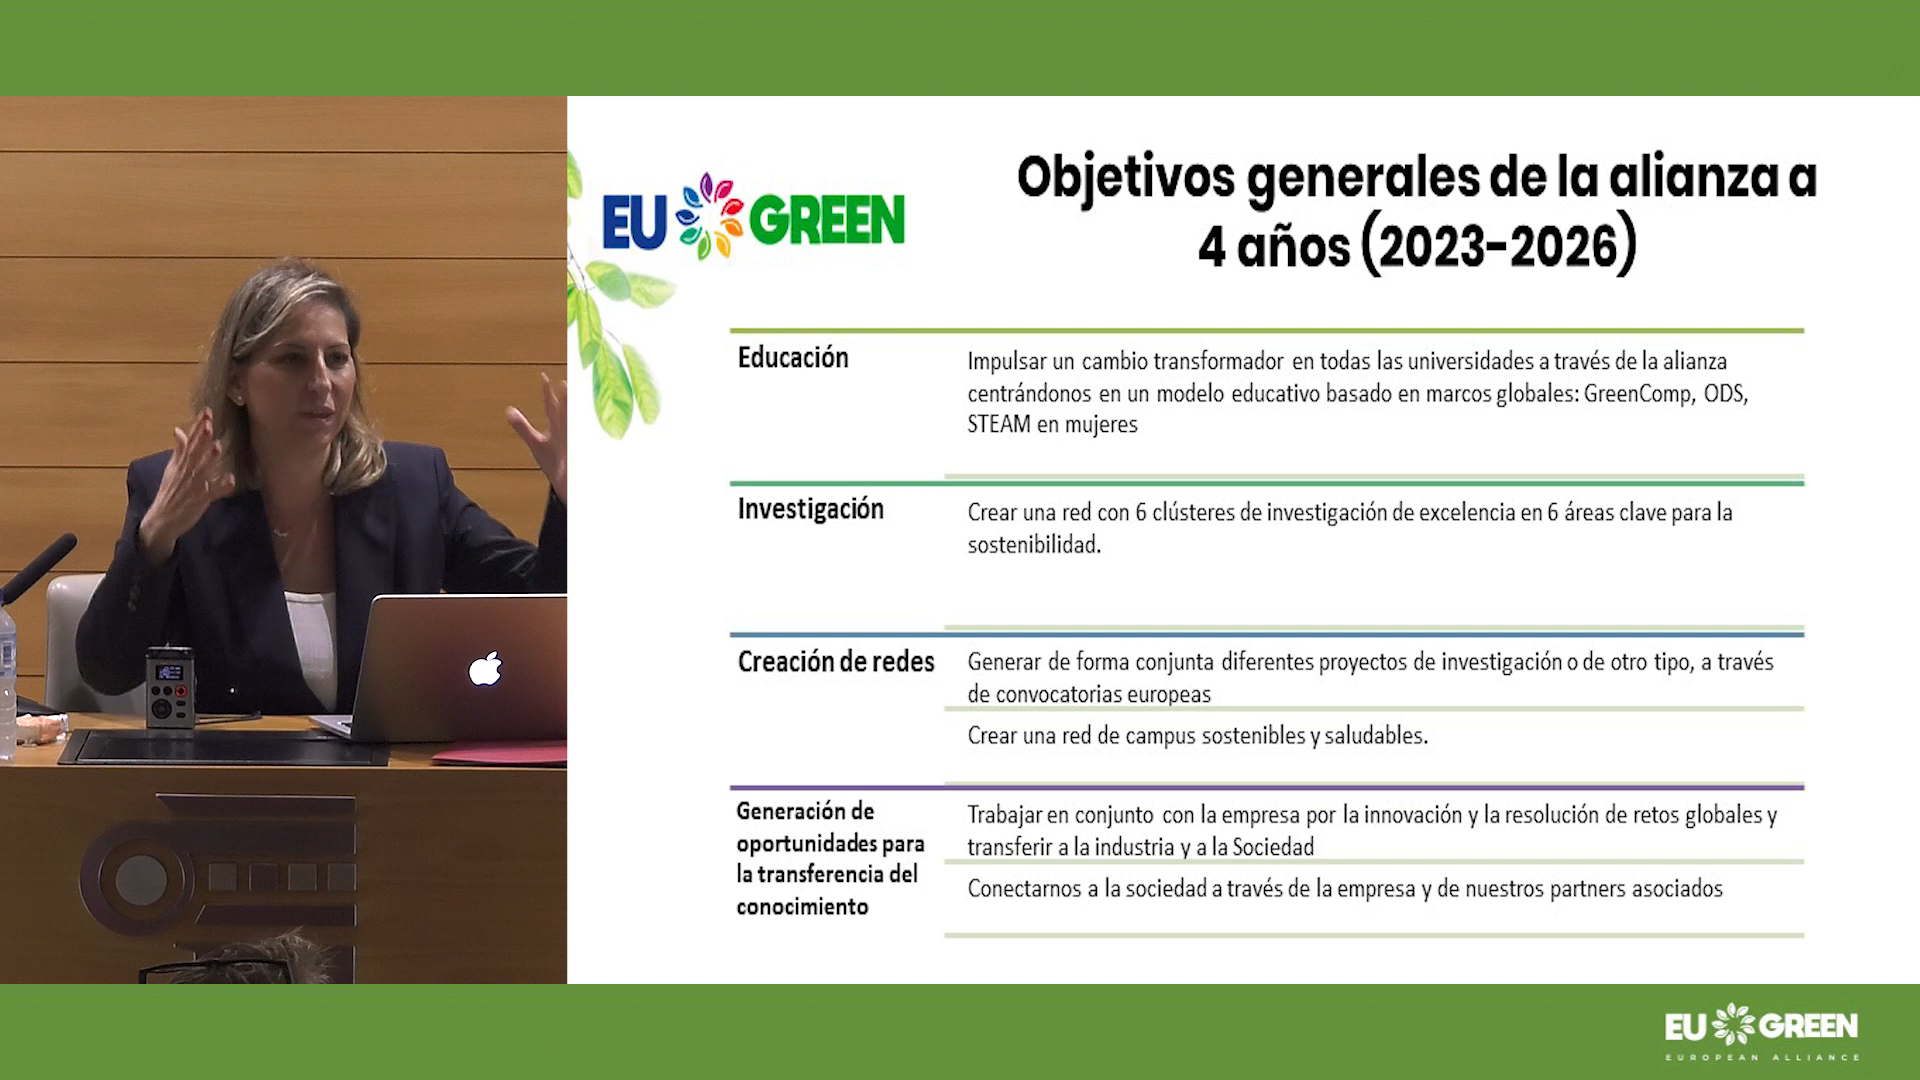 EU GREEN
Objetivos generales de la alianza a
4 años (2023-2026)
Educación
Impulsar un cambio transformador en todas las universidades a través de la alianza
centrándonos en un modelo educativo basado en marcos globales: GreenComp, ODS,
STEAM en mujeres
Investigación
Crear una red con 6 clústeres de investigación de excelencia en 6 áreas clave para la
sostenibilidad.
Creación de redes
Generar de forma conjunta diferentes proyectos de investigación o de otro tipo, a través
de convocatorias europeas
Crear una red de campus sostenibles y saludables.
Generación de
oportunidades para
la transferencia del
conocimiento
Trabajar en conjunto con la empresa por la innovación y la resolución de retos globales y
transferir a la industria y a la Sociedad
Conectarnos a la sociedad a través de la empresa y de nuestros partners asociados
EU GREEN
EUROPEAN ALLIANCE